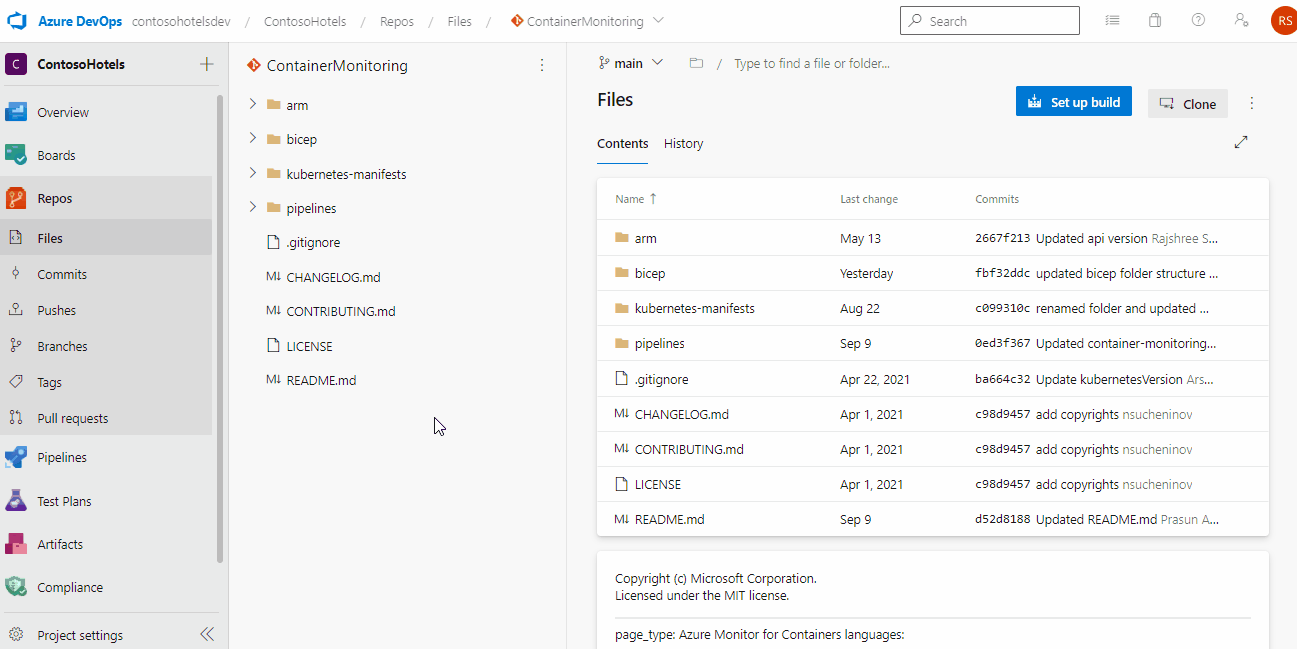 Azure DevOps contosohotelsdev / ContosoHotels / Repos / Files / ContainerMonitoring
Search
RS
C ContosoHotels
Overview
Boards
Repos
Files
Commits
Pushes
Branches
Tags
Pull requests
Pipelines
Test Plans
Artifacts
Compliance
Project settings
ContainerMonitoring
arm
bicep
kubernetes-manifests
pipelines
.gitignore
M↓ CHANGELOG.md
M↓ CONTRIBUTING.md
LICENSE
M↓ README.md
main / Type to find a file or folder...
Files
Set up build
Clone
Contents History
Name ↑ Last change Commits
arm May 13 2667f213 Updated api version Rajshree S...
bicep Yesterday fbf32ddc updated bicep folder structure ...
kubernetes-manifests Aug 22 c099310c renamed folder and updated ...
pipelines Sep 9 0ed3f367 Updated container-monitoring...
.gitignore Apr 22, 2021 ba664c32 Update kubernetesVersion Ars...
M↓ CHANGELOG.md Apr 1, 2021 c98d9457 add copyrights nsucheninov
M↓ CONTRIBUTING.md Apr 1, 2021 c98d9457 add copyrights nsucheninov
LICENSE Apr 1, 2021 c98d9457 add copyrights nsucheninov
M↓ README.md Sep 9 d52d8188 Updated README.md Prasun A...
Copyright (c) Microsoft Corporation.
Licensed under the MIT license.
page_type: Azure Monitor for Containers languages: